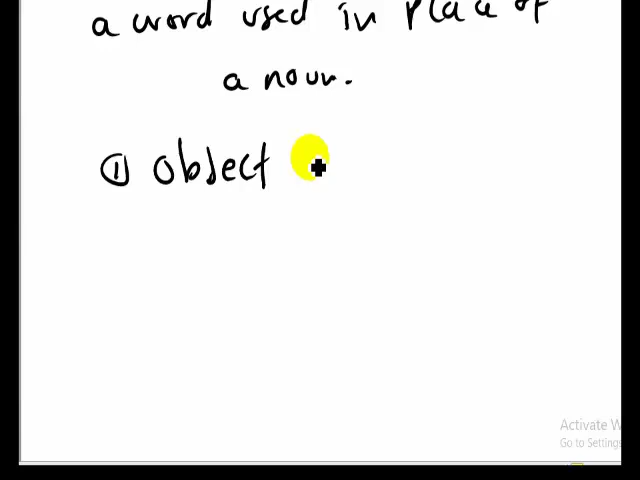 a word used in place of
a noun.
① object
Activate W
Go to Settings